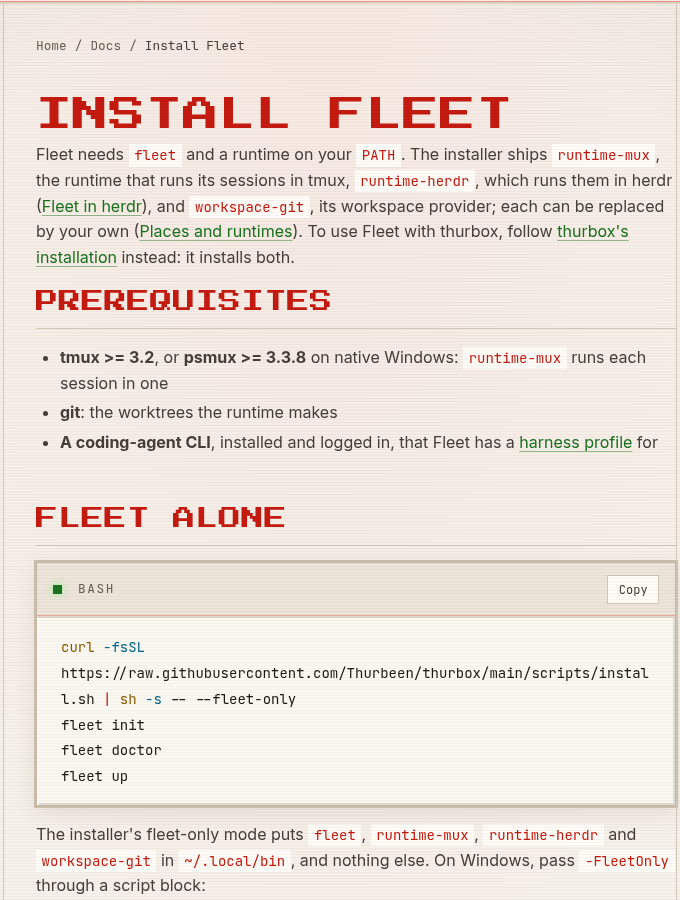 Home / Docs / Install Fleet
INSTALL FLEET
Fleet needs fleet and a runtime on your PATH. The installer ships runtime-mux,
the runtime that runs its sessions in tmux, runtime-herdr, which runs them in herdr
(Fleet in herdr), and workspace-git, its workspace provider; each can be replaced
by your own (Places and runtimes). To use Fleet with thurbox, follow thurbox's
installation instead: it installs both.
PREREQUISITES
• tmux >= 3.2, or psmux >= 3.3.8 on native Windows: runtime-mux runs each
session in one
• git: the worktrees the runtime makes
• A coding-agent CLI, installed and logged in, that Fleet has a harness profile for
FLEET ALONE
BASH
Copy
curl -fsSL
https://raw.githubusercontent.com/Thurbeen/thurbox/main/scripts/instal
l.sh | sh -s -- --fleet-only
fleet init
fleet doctor
fleet up
The installer's fleet-only mode puts fleet, runtime-mux, runtime-herdr and
workspace-git in ~/.local/bin, and nothing else. On Windows, pass -FleetOnly
through a script block: